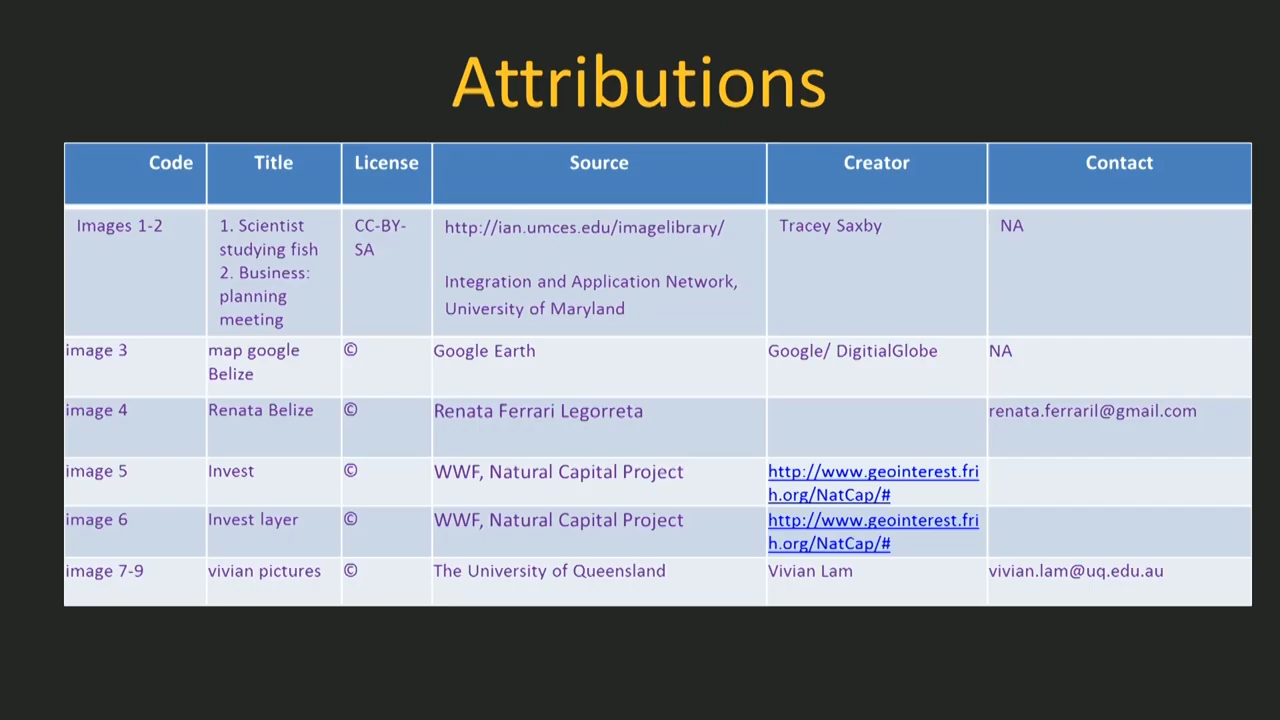 Attributions
Code Title License Source Creator Contact
Images 1-2 1. Scientist studying fish 2. Business: planning meeting CC-BY-SA http://ian.umces.edu/imagelibrary/ Integration and Application Network, University of Maryland Tracey Saxby NA
image 3 map google Belize © Google Earth Google/ DigitialGlobe NA
image 4 Renata Belize © Renata Ferrari Legorreta renata.ferraril@gmail.com
image 5 Invest © WWF, Natural Capital Project http://www.geointerest.frih.org/NatCap/#
image 6 Invest layer © WWF, Natural Capital Project http://www.geointerest.frih.org/NatCap/#
image 7-9 vivian pictures © The University of Queensland Vivian Lam vivian.lam@uq.edu.au